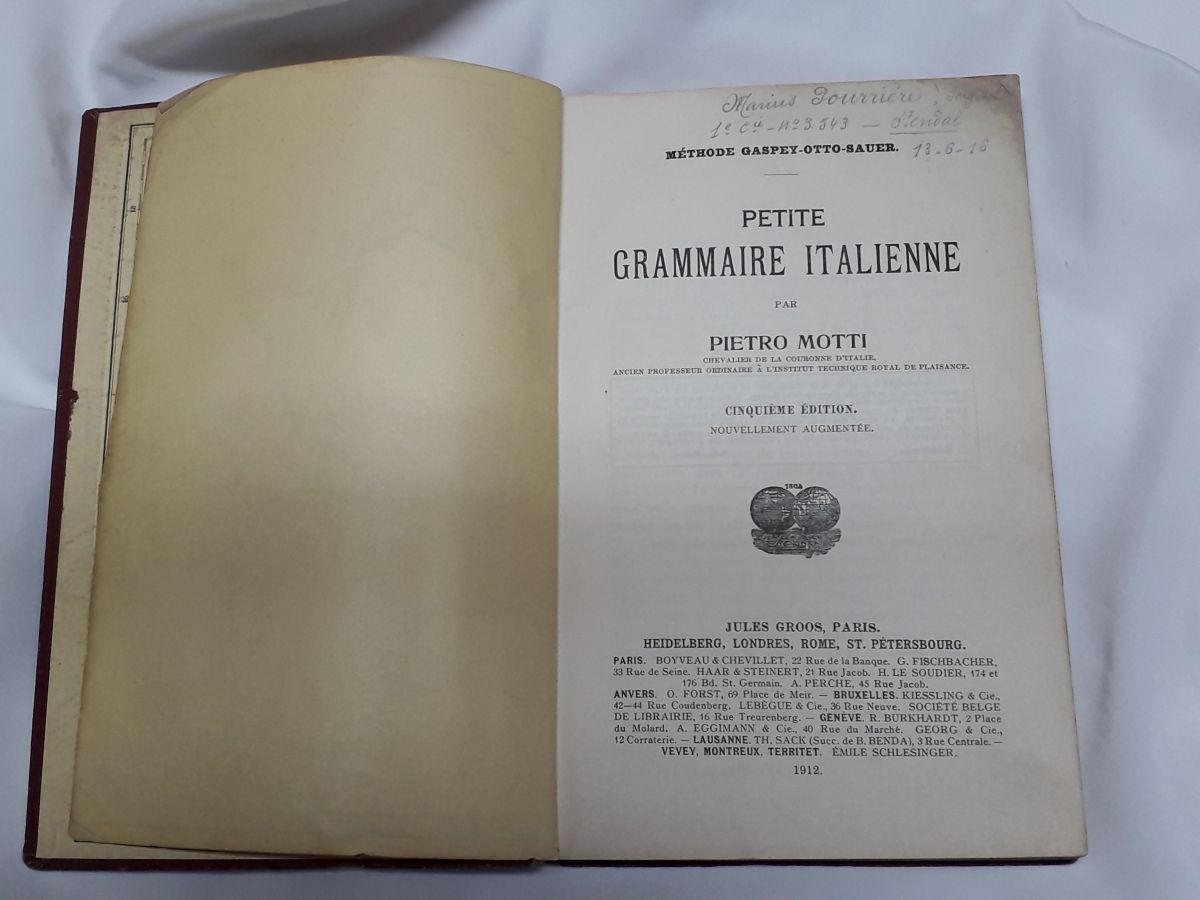 Marius Pourrière,
1e Cie - No 3.543 — Stendal
13-6-16
MÉTHODE GASPEY-OTTO-SAUER.
PETITE
GRAMMAIRE ITALIENNE
PAR
PIETRO MOTTI
CHEVALIER DE LA COURONNE D'ITALIE,
ANCIEN PROFESSEUR ORDINAIRE À L'INSTITUT TECHNIQUE ROYAL DE PLAISANCE.
CINQUIÈME ÉDITION.
NOUVELLEMENT AUGMENTÉE.
JULES GROOS, PARIS.
HEIDELBERG, LONDRES, ROME, ST. PÉTERSBOURG.
PARIS. BOYVEAU & CHEVILLET, 22 Rue de la Banque. G. FISCHBACHER,
33 Rue de Seine. HAAR & STEINERT, 21 Rue Jacob. H. LE SOUDIER, 174 et
176 Bd. St. Germain. A. PERCHE, 45 Rue Jacob.
ANVERS. O. FORST, 69 Place de Meir. — BRUXELLES. KIESSLING & Cie.,
42—44 Rue Coudenberg. LEBÈGUE & Cie., 36 Rue Neuve. SOCIÉTÉ BELGE
DE LIBRAIRIE, 16 Rue Treurenberg. — GENÈVE. R. BURKHARDT, 2 Place
du Molard. A. EGGIMANN & Cie., 40 Rue du Marché. GEORG & Cie.,
12 Corraterie. — LAUSANNE. TH. SACK (Succ. de B. BENDA), 3 Rue Centrale. —
VEVEY, MONTREUX, TERRITET. ÉMILE SCHLESINGER.
1912.